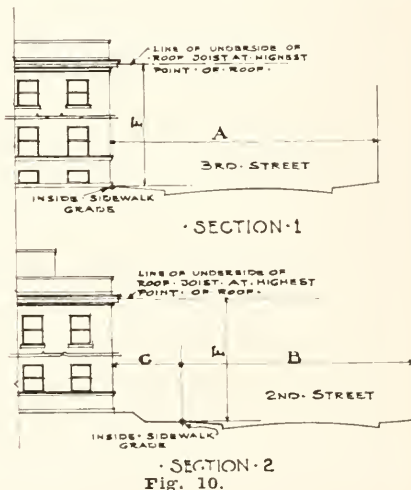 LINE OF UNDERSIDE OF
ROOF JOIST AT HIGHEST
POINT OF ROOF.
F
A
3RD. STREET
INSIDE SIDEWALK
GRADE
SECTION 1
LINE OF UNDERSIDE OF
ROOF JOIST AT HIGHEST
POINT OF ROOF.
C
F
B
2ND. STREET
INSIDE SIDEWALK
GRADE
SECTION 2
Fig. 10.